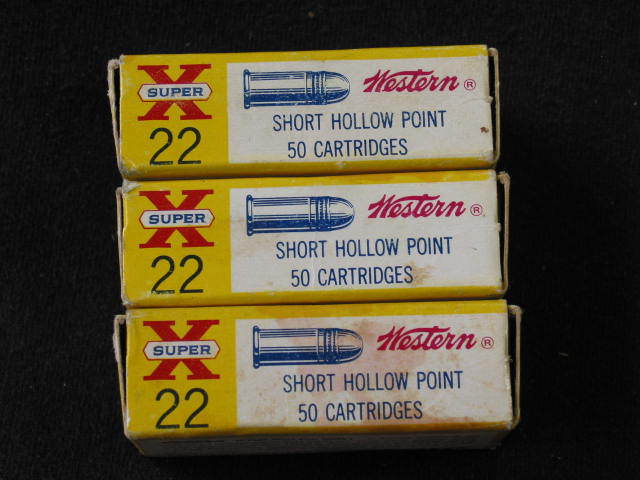 X
SUPER
22
Western ®
SHORT HOLLOW POINT
50 CARTRIDGES
X
SUPER
22
Western ®
SHORT HOLLOW POINT
50 CARTRIDGES
X
SUPER
22
Western ®
SHORT HOLLOW POINT
50 CARTRIDGES